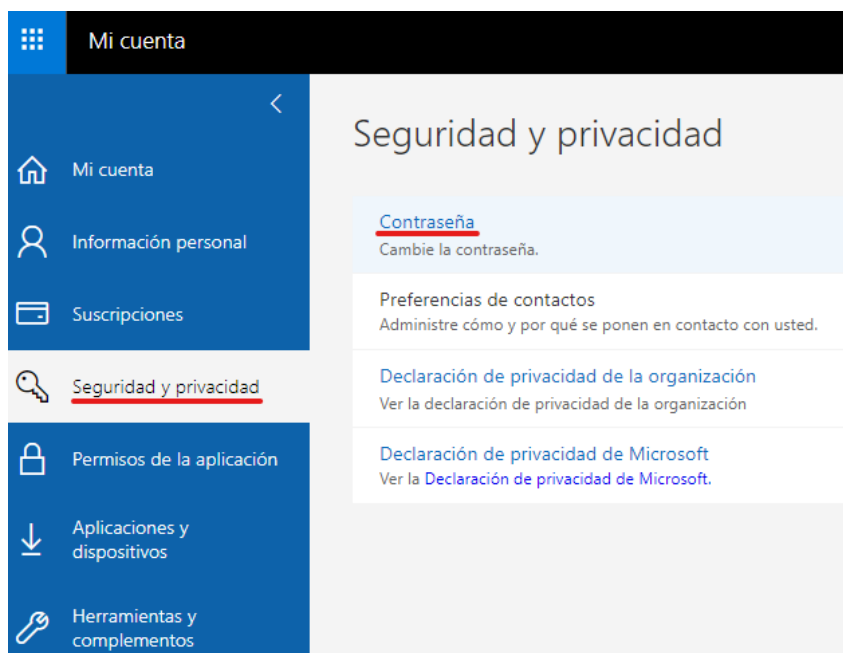 Mi cuenta
Mi cuenta
Información personal
Suscripciones
Seguridad y privacidad
Permisos de la aplicación
Aplicaciones y
dispositivos
Herramientas y
complementos
Seguridad y privacidad
Contraseña
Cambie la contraseña.
Preferencias de contactos
Administre cómo y por qué se ponen en contacto con usted.
Declaración de privacidad de la organización
Ver la declaración de privacidad de la organización
Declaración de privacidad de Microsoft
Ver la Declaración de privacidad de Microsoft.